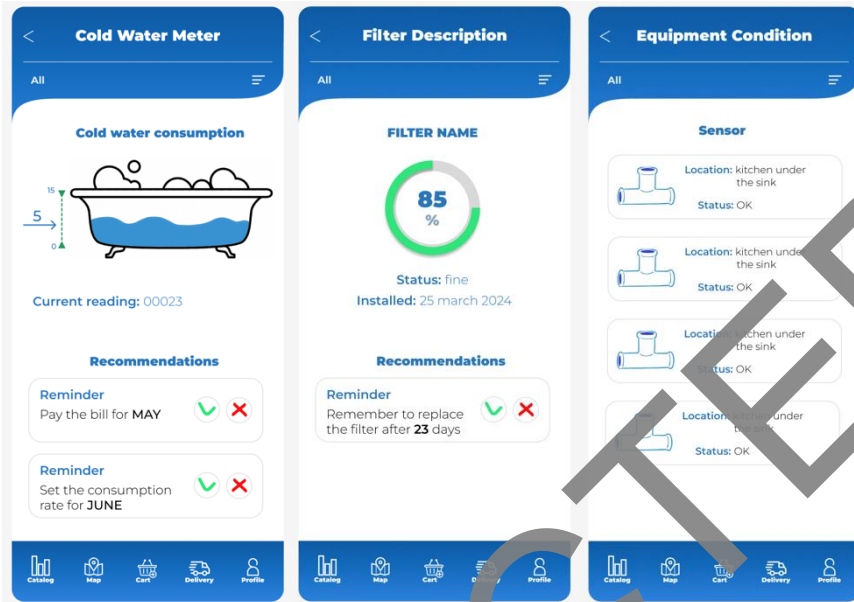 Cold Water Meter
All
Cold water consumption
15
5
0
Current reading: 00023
Recommendations
Reminder
Pay the bill for MAY
Reminder
Set the consumption
rate for JUNE
Catalog
Map
Cart
Delivery
Profile
Filter Description
All
FILTER NAME
85
%
Status: fine
Installed: 25 march 2024
Recommendations
Reminder
Remember to replace
the filter after 23 days
Catalog
Map
Cart
Delivery
Profile
Equipment Condition
All
Sensor
Location: kitchen under
the sink
Status: OK
Location: kitchen under
the sink
Status: OK
Location: kitchen under
the sink
Status: OK
Location: kitchen under
the sink
Status: OK
Catalog
Map
Cart
Delivery
Profile